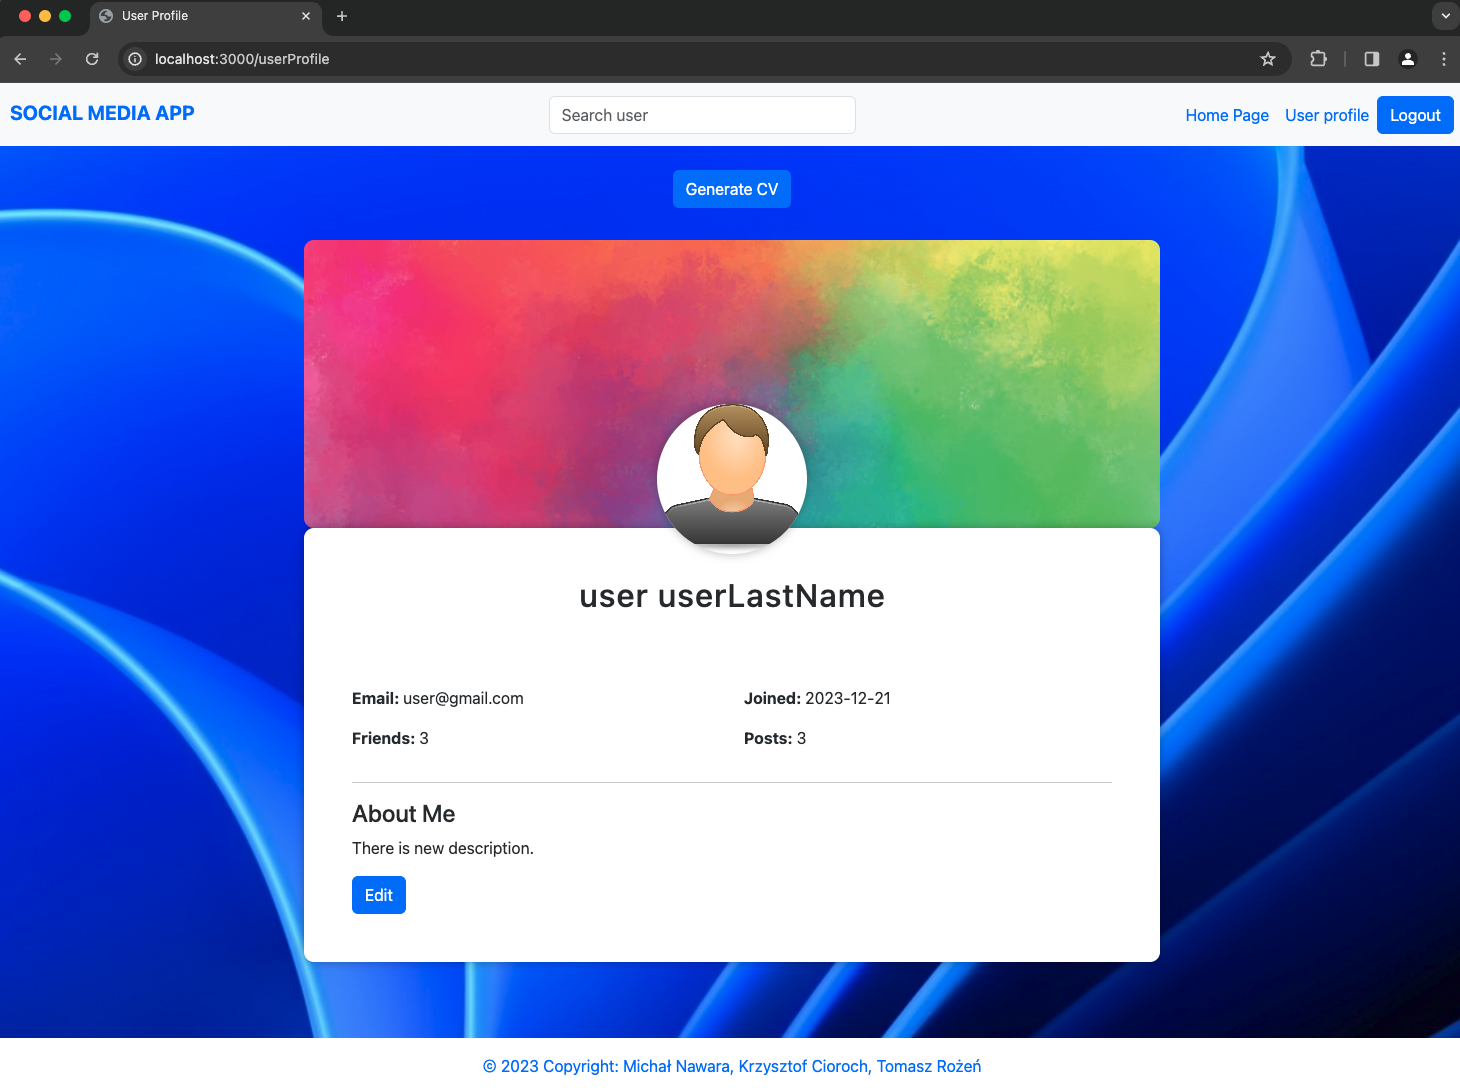 User Profile
localhost:3000/userProfile
SOCIAL MEDIA APP
Search user
Home Page
User profile
Logout
Generate CV
user userLastName
Email: user@gmail.com
Joined: 2023-12-21
Friends: 3
Posts: 3
About Me
There is new description.
Edit
© 2023 Copyright: Michał Nawara, Krzysztof Cioroch, Tomasz Rożeń